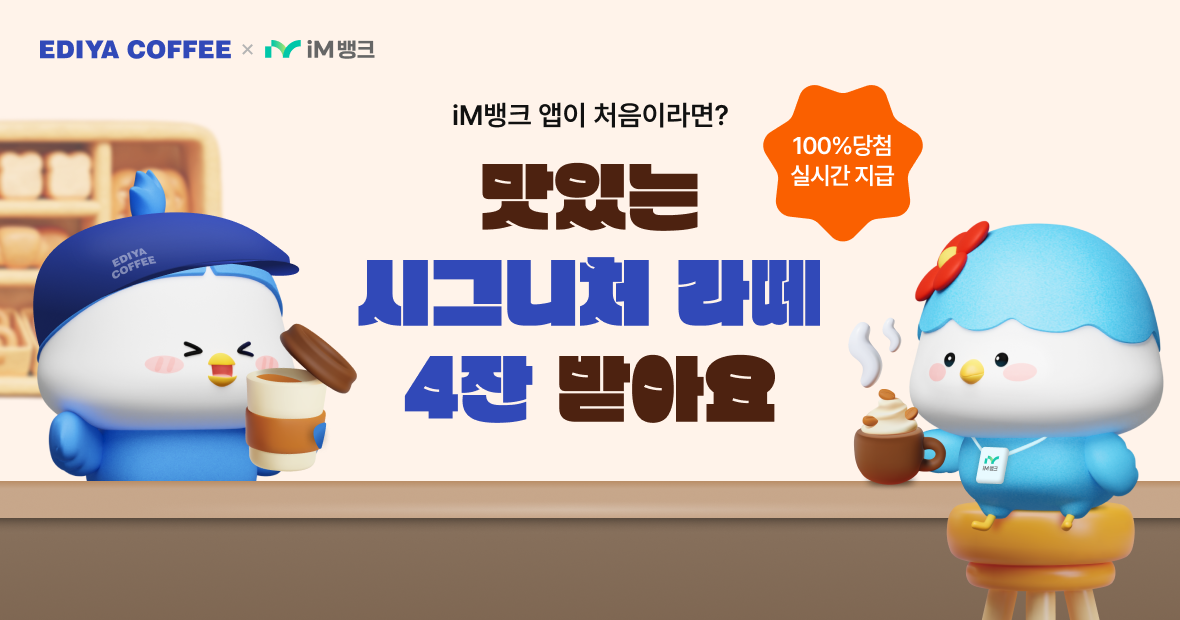 EDIYA COFFEE × iM뱅크
iM뱅크 앱이 처음이라면?
맛있는
시그니처 라떼
4잔 받아요
100%당첨
실시간 지급
EDIYA
COFFEE
iM뱅크